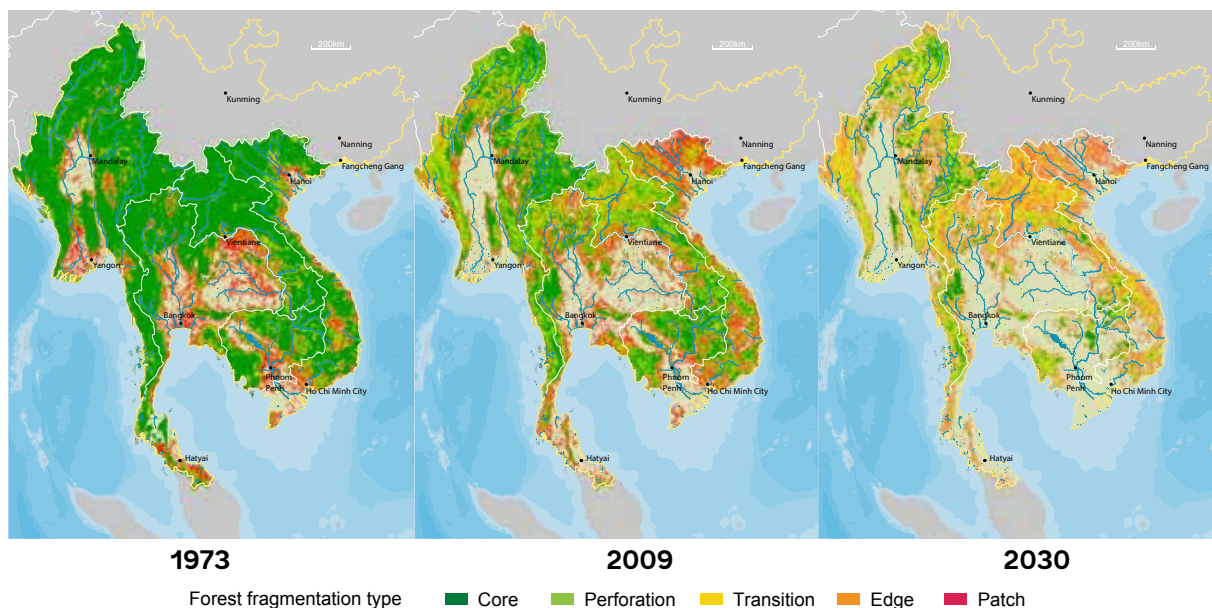 200km
Kunming
Nanning
Fangcheng Gang
Mandalay
Hanoi
Vientiane
Yangon
Bangkok
Phnom
Penh
Ho Chi Minh City
Hatyai
200km
Kunming
Nanning
Fangcheng Gang
Mandalay
Hanoi
Vientiane
Yangon
Bangkok
Phnom
Penh
Ho Chi Minh City
Hatyai
200km
Kunming
Nanning
Fangcheng Gang
Mandalay
Hanoi
Vientiane
Yangon
Bangkok
Phnom
Penh
Ho Chi Minh City
Hatyai
1973 2009 2030
Forest fragmentation type Core Perforation Transition Edge Patch